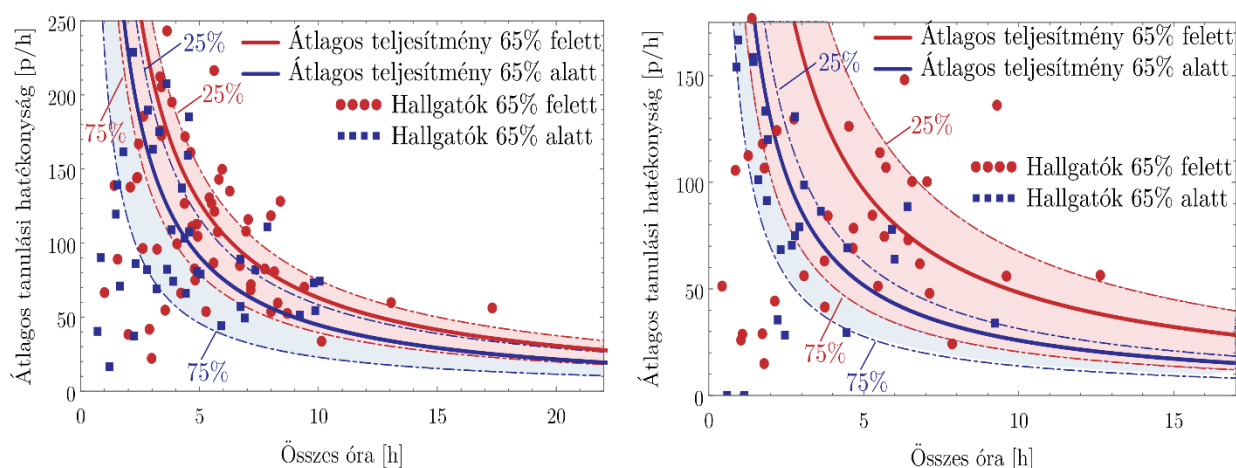 250
200
150
100
50
0
0
5
10
15
20
Átlagos tanulási hatékonyság [p/h]
Összes óra [h]
Átlagos teljesítmény 65% felett
Átlagos teljesítmény 65% alatt
Hallgatók 65% felett
Hallgatók 65% alatt
25%
25%
75%
75%
150
100
50
0
0
5
10
15
Átlagos tanulási hatékonyság [p/h]
Összes óra [h]
Átlagos teljesítmény 65% felett
Átlagos teljesítmény 65% alatt
Hallgatók 65% felett
Hallgatók 65% alatt
25%
25%
75%
75%